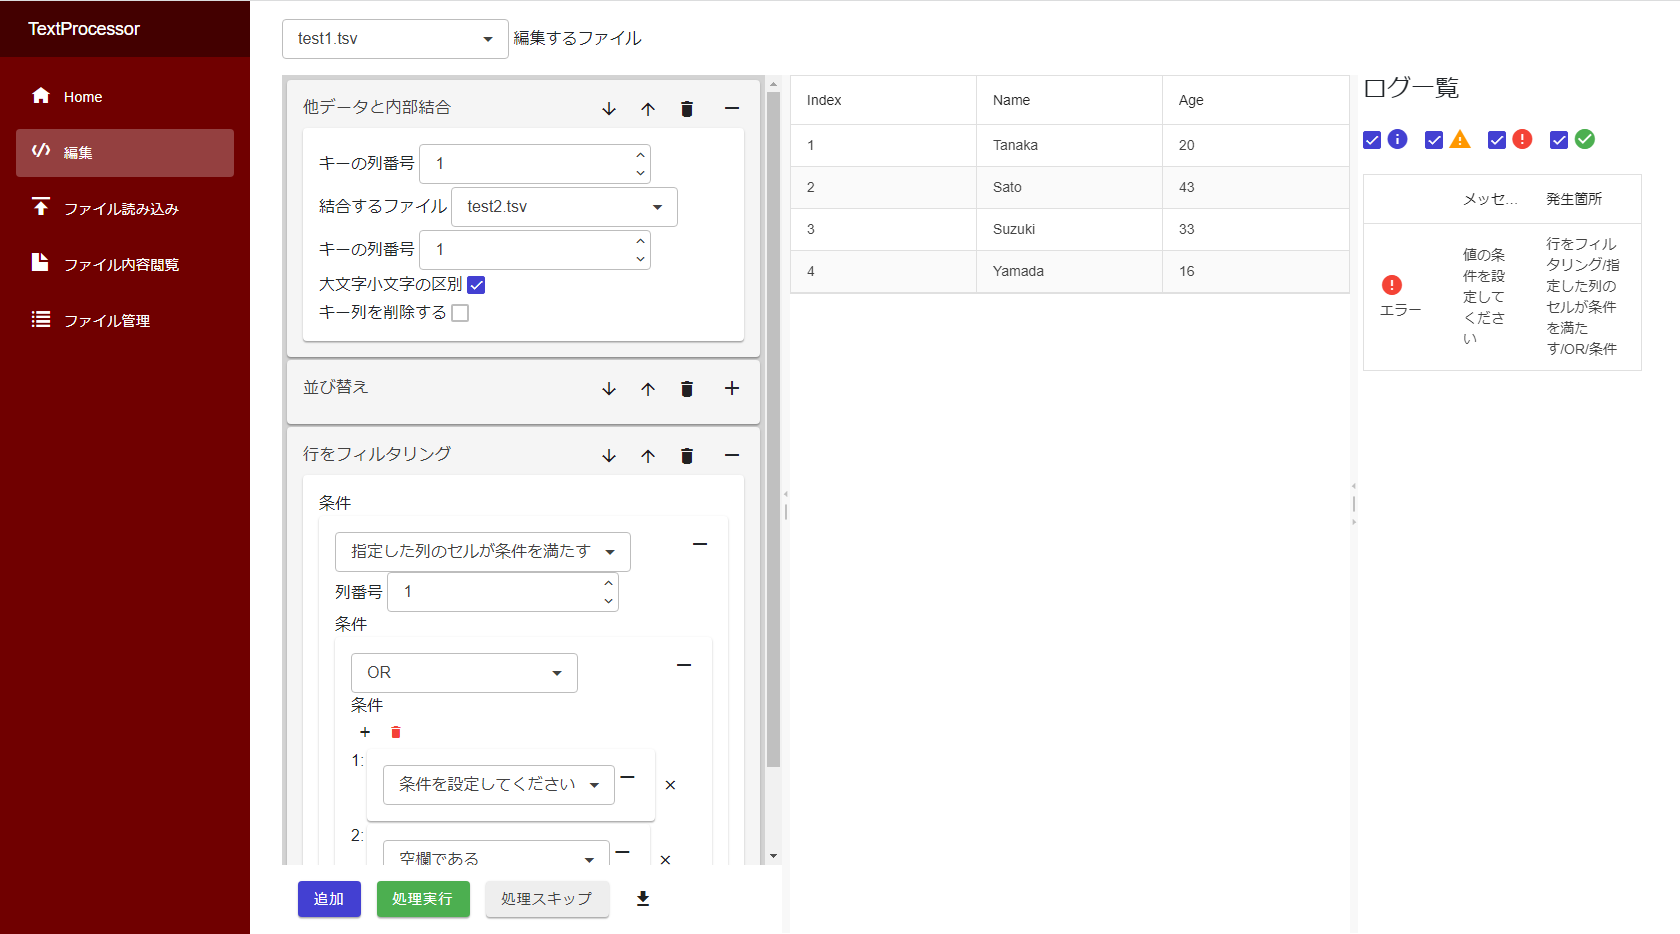 TextProcessor
Home
編集
ファイル読み込み
ファイル内容閲覧
ファイル管理
test1.tsv 編集するファイル
他データと内部結合
キーの列番号 1
結合するファイル test2.tsv
キーの列番号 1
大文字小文字の区別
キー列を削除する
並び替え
行をフィルタリング
条件
指定した列のセルが条件を満たす
列番号 1
条件
OR
条件
1:
条件を設定してください
2:
空欄である
追加 処理実行 処理スキップ
Index Name Age
1 Tanaka 20
2 Sato 43
3 Suzuki 33
4 Yamada 16
ログ一覧
メッセ... 発生箇所
エラー
値の条
件を設
定して
くださ
い
行をフィル
タリング/指
定した列の
セルが条件
を満た
す/OR/条件